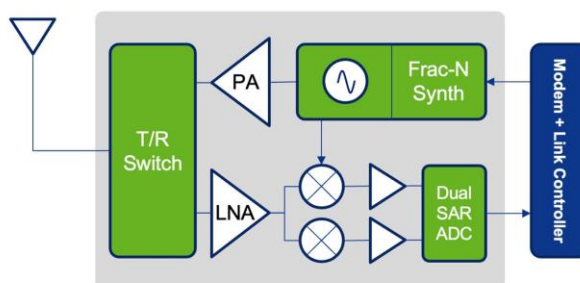 T/R
Switch
PA
Frac-N
Synth
LNA
Dual
SAR
ADC
Modem + Link Controller